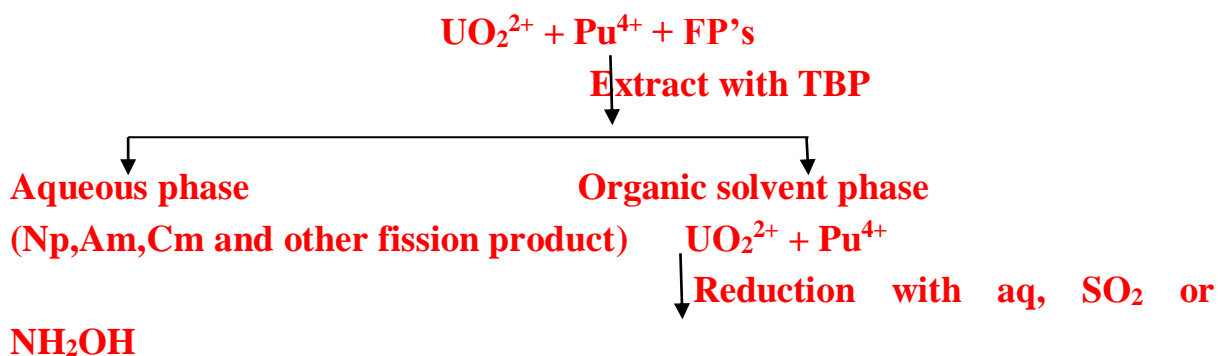 UO₂²⁺ + Pu⁴⁺ + FP’s
Extract with TBP
Aqueous phase Organic solvent phase
(Np,Am,Cm and other fission product) UO₂²⁺ + Pu⁴⁺
Reduction with aq, SO₂ or
NH₂OH